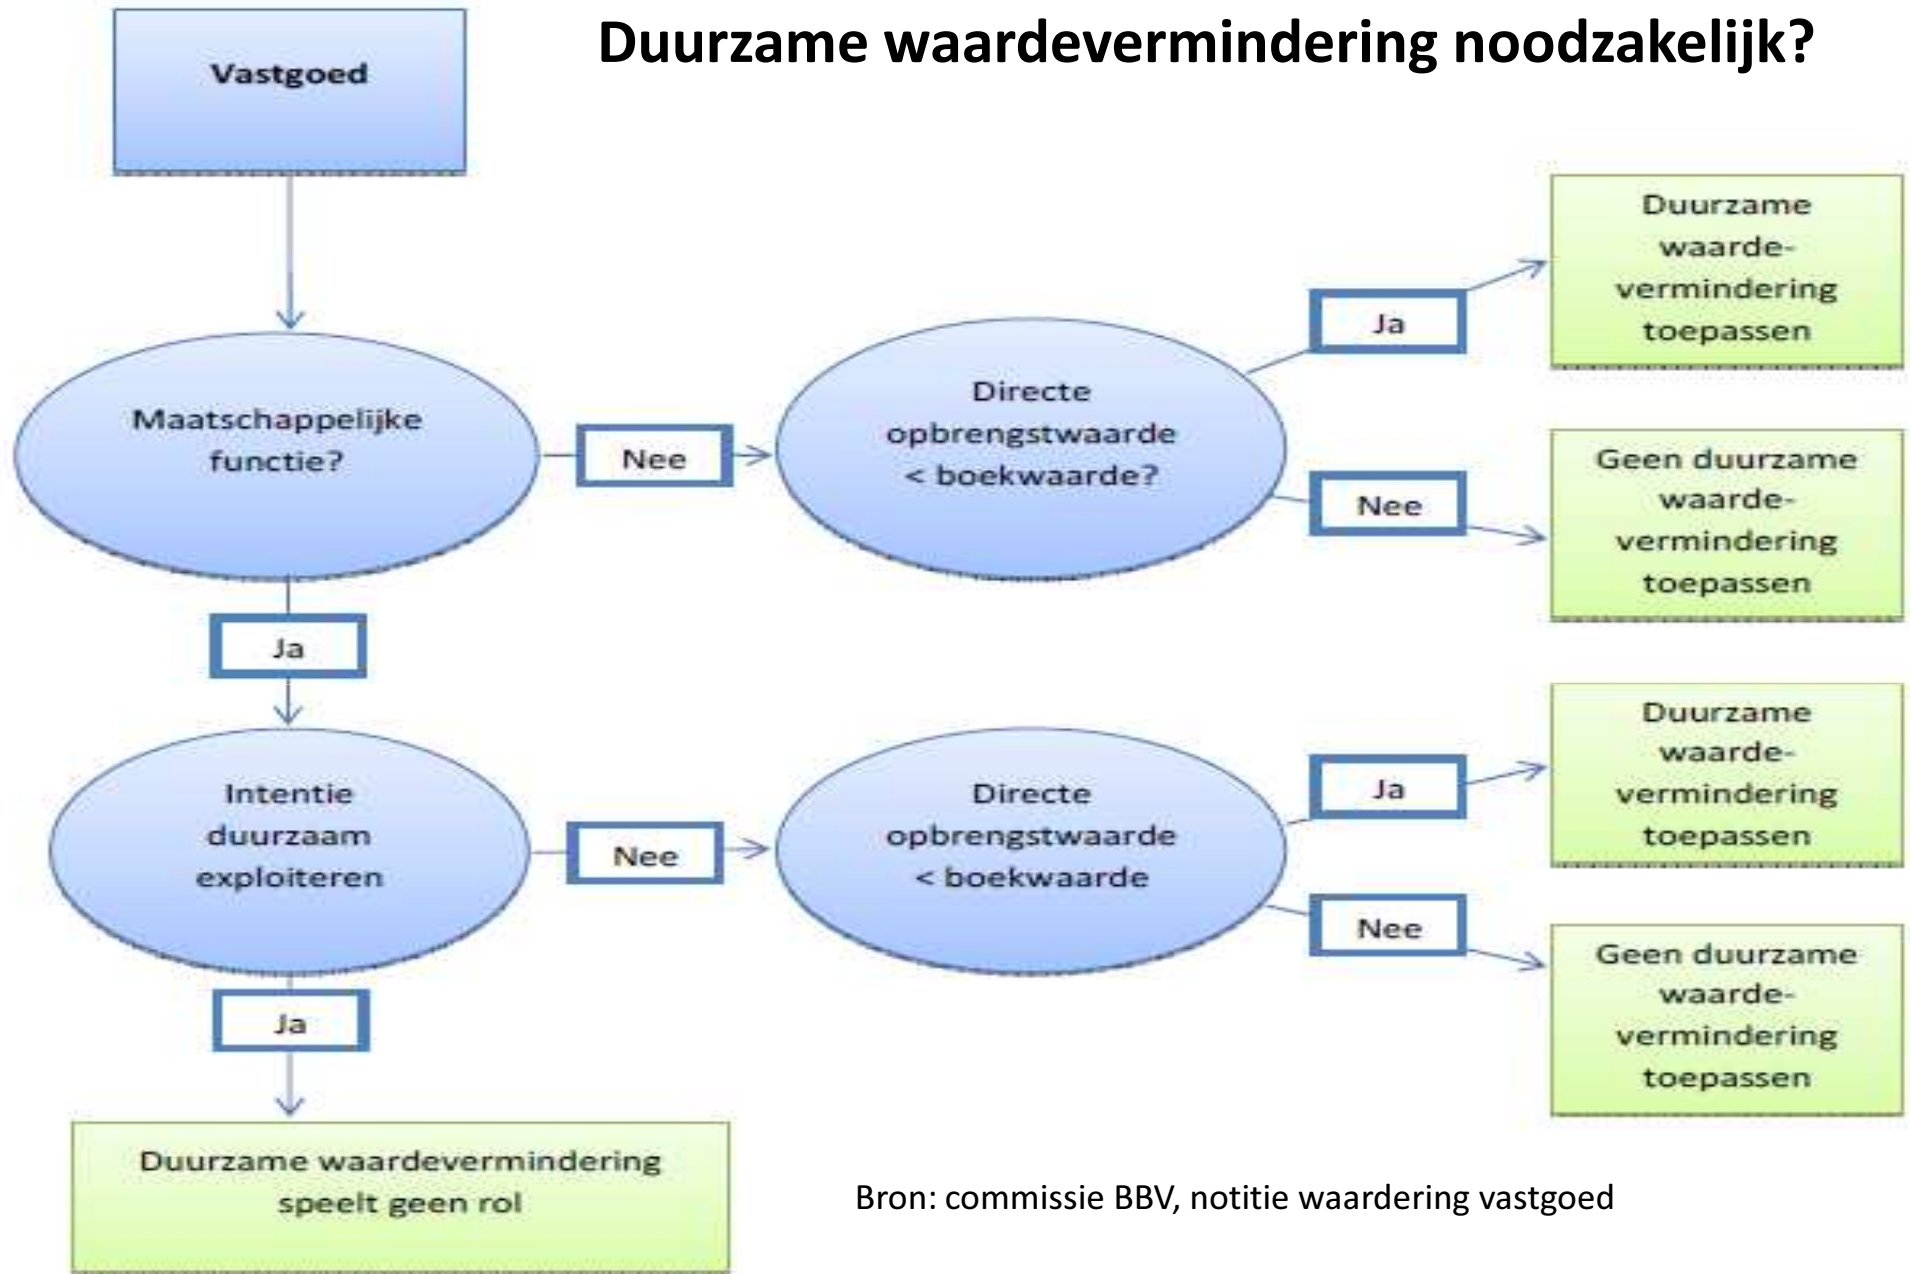 Duurzame waardevermindering noodzakelijk?
Vastgoed
Maatschappelijke
functie?
Nee
Directe
opbrengstwaarde
< boekwaarde?
Ja
Duurzame
waarde-
vermindering
toepassen
Nee
Geen duurzame
waarde-
vermindering
toepassen
Ja
Intentie
duurzaam
exploiteren
Nee
Directe
opbrengstwaarde
< boekwaarde
Ja
Duurzame
waarde-
vermindering
toepassen
Nee
Geen duurzame
waarde-
vermindering
toepassen
Ja
Duurzame waardevermindering
speelt geen rol
Bron: commissie BBV, notitie waardering vastgoed